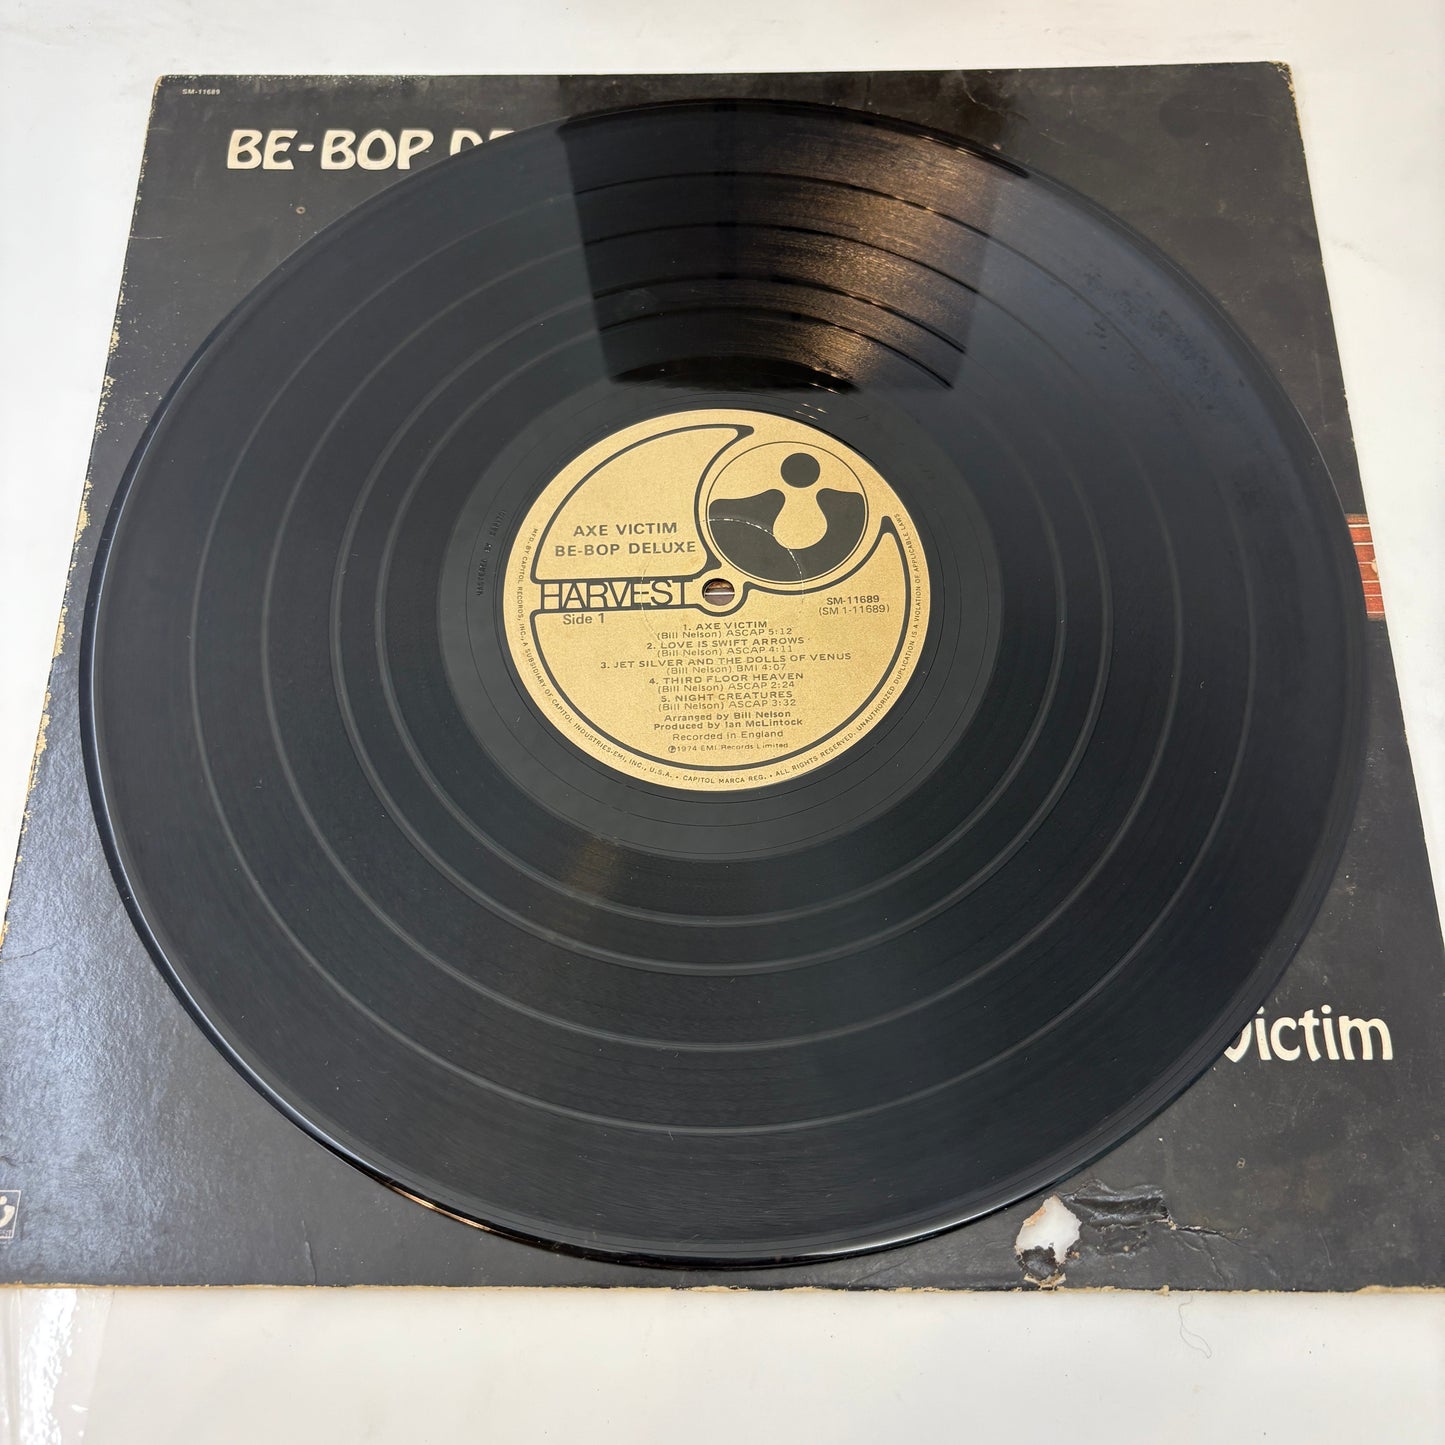 SM-11689
BE-BOP DE
AXE VICTIM
BE-BOP DELUXE
HARVEST
Side 1
SM-11689
(SM 1-11689)
1. AXE VICTIM
(Bill Nelson) ASCAP 5:12
2. LOVE IS SWIFT ARROWS
(Bill Nelson) ASCAP 4:11
3. JET SILVER AND THE DOLLS OF VENUS
(Bill Nelson) BMI 4:07
4. THIRD FLOOR HEAVEN
(Bill Nelson) ASCAP 2:24
5. NIGHT CREATURES
(Bill Nelson) ASCAP 3:32
Arranged by Bill Nelson
Produced by Ian McLintock
Recorded in England
℗1974 EMI Records Limited
MFD. BY CAPITOL RECORDS, INC., A SUBSIDIARY OF CAPITOL INDUSTRIES-EMI, INC., U.S.A. • CAPITOL MARCA REG. • ALL RIGHTS RESERVED. UNAUTHORIZED DUPLICATION IS A VIOLATION OF APPLICABLE LAWS
MASTERED BY CAPITOL
Victim